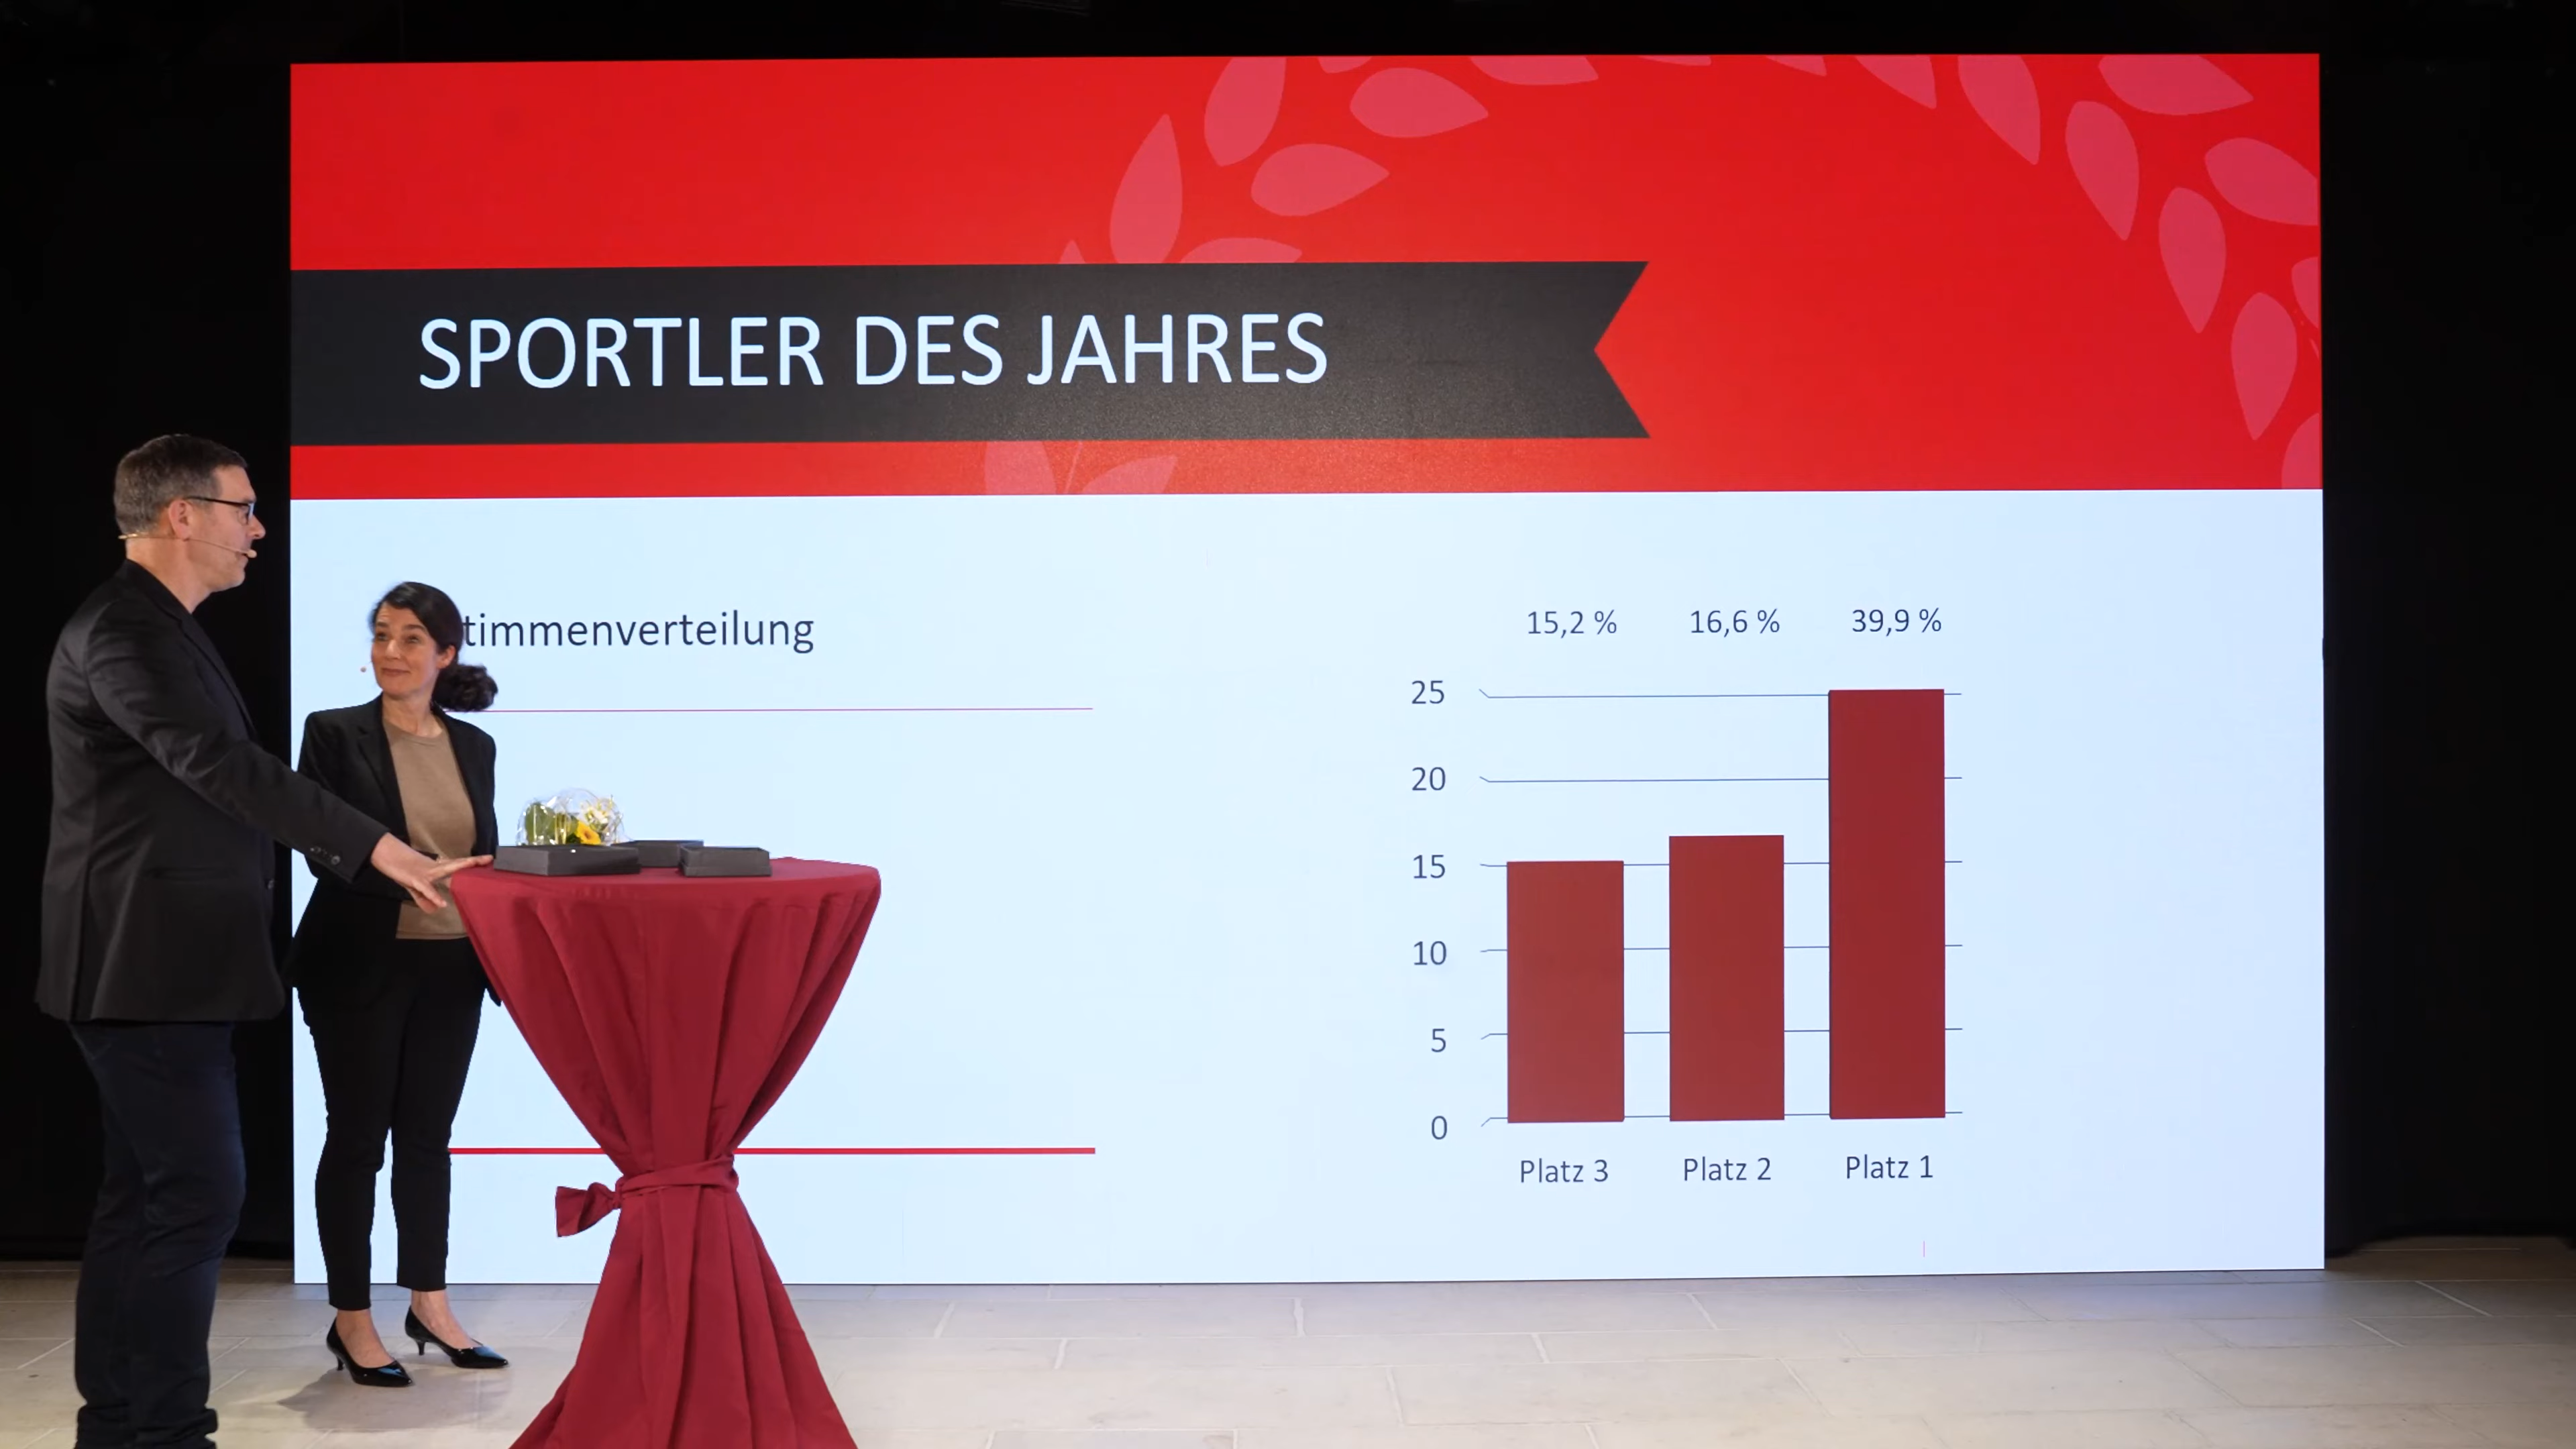 SPORTLER DES JAHRES
timmenverteilung
15,2 % 16,6 % 39,9 %
25
20
15
10
5
0
Platz 3 Platz 2 Platz 1